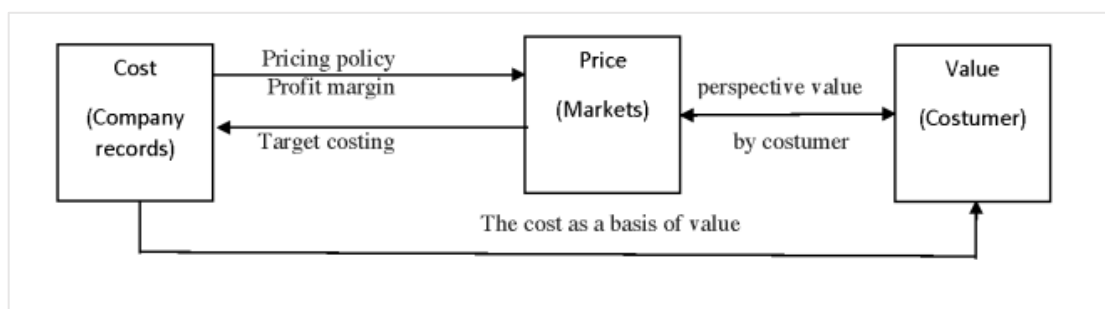 Cost
(Company
records)
Pricing policy
Profit margin
Target costing
Price
(Markets)
perspective value
by costumer
Value
(Costumer)
The cost as a basis of value